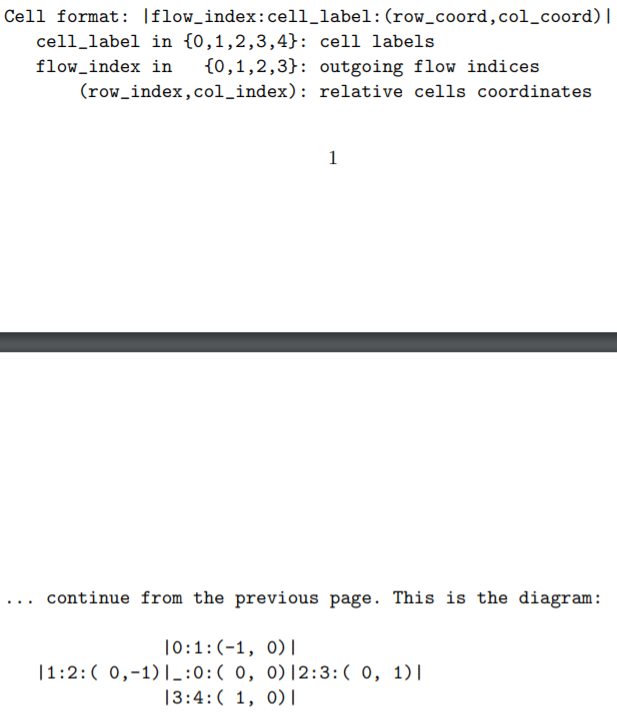 Cell format: |flow_index:cell_label:(row_coord,col_coord)|
   cell_label in {0,1,2,3,4}: cell labels
   flow_index in   {0,1,2,3}: outgoing flow indices
       (row_index,col_index): relative cells coordinates
1
... continue from the previous page. This is the diagram:
               |0:1:(-1, 0)|
   |1:2:( 0,-1)|_:0:( 0, 0)|2:3:( 0, 1)|
               |3:4:( 1, 0)|